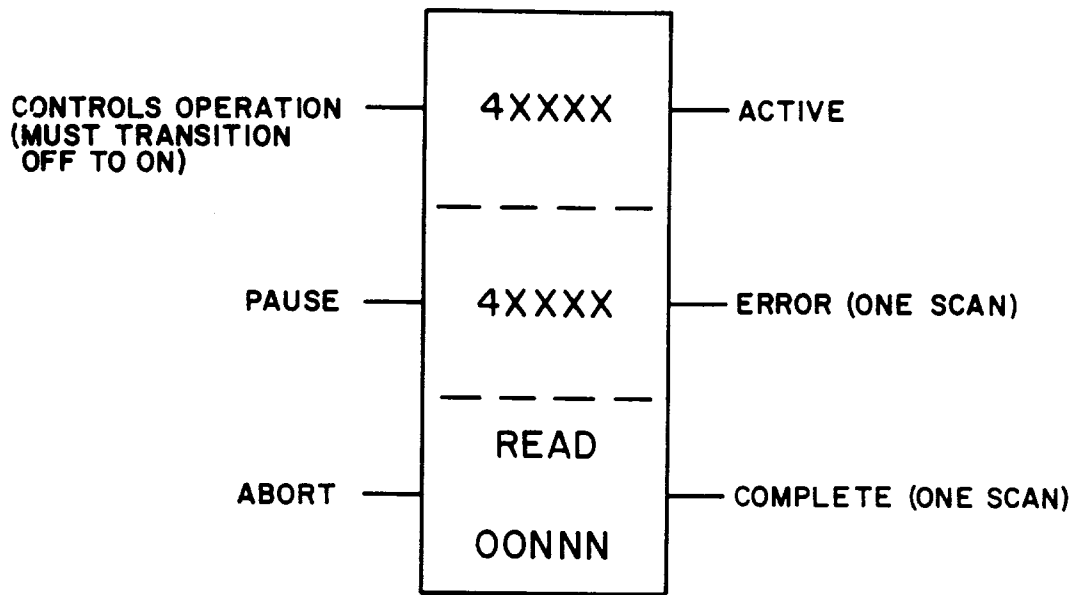 CONTROLS OPERATION
(MUST TRANSITION
OFF TO ON)
4XXXX
ACTIVE
PAUSE
4XXXX
ERROR (ONE SCAN)
READ
ABORT
COMPLETE (ONE SCAN)
OONNN